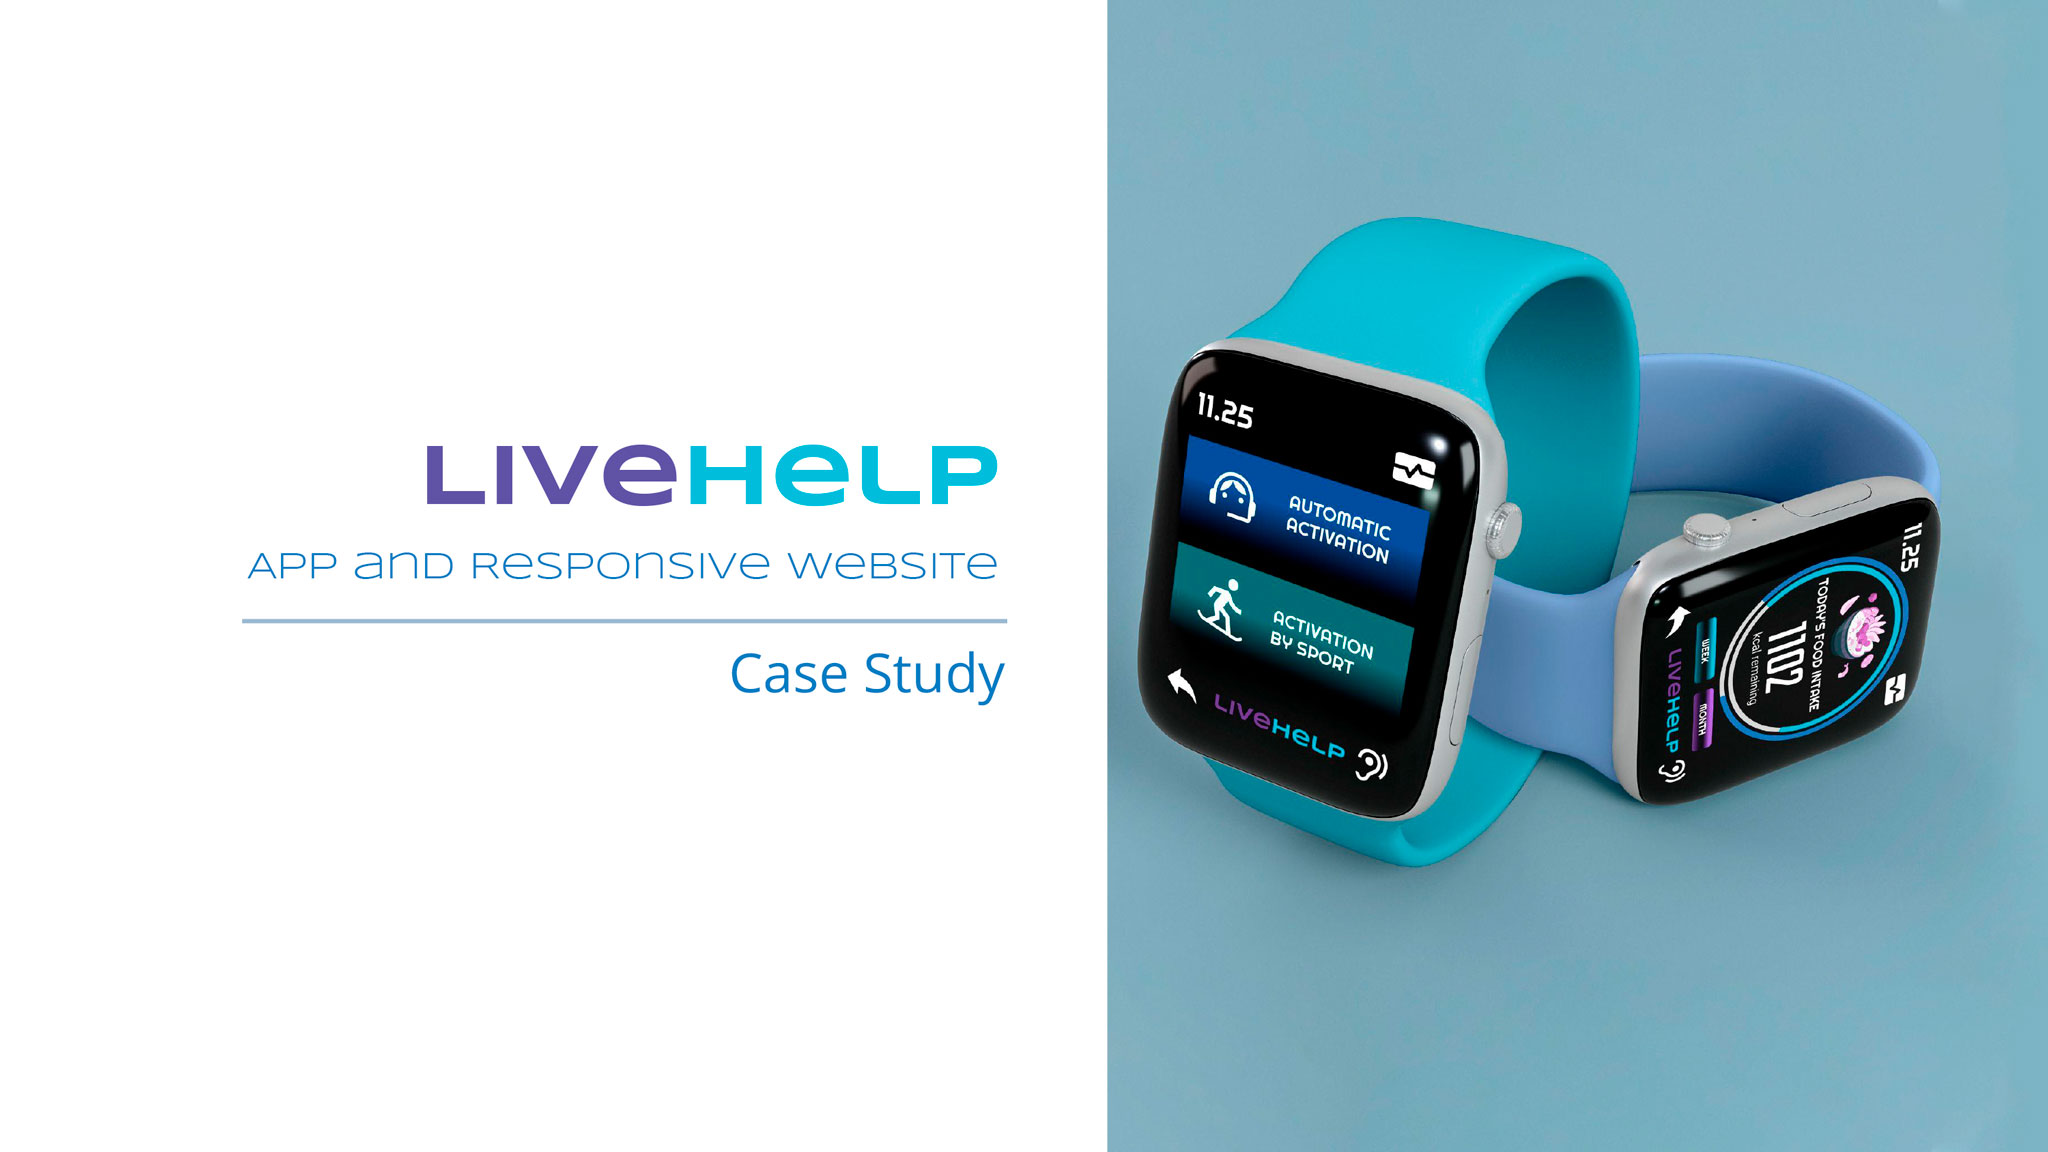 LIVeHeLP
APP and ReSPonSIVe WeBSITe
Case Study
11.25
AUTOMATIC
ACTIVATION
ACTIVATION
BY SPORT
LIVeHeLP
11.25
TODAY'S FOOD INTAKE
1102
kcal remaining
WEEK
MONTH
LIVeHeLP